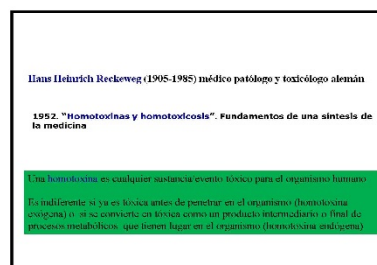 Hans Heinrich Reckeweg (1905-1985) médico patólogo y toxicólogo alemán
1952. “Homotoxinas y homotoxicosis”. Fundamentos de una síntesis de
la medicina
Una homotoxina es cualquier sustancia/evento tóxico para el organismo humano
Es indiferente si ya es tóxica antes de penetrar en el organismo (homotoxina
exógena) o si se convierte en tóxica como un producto intermediario o final de
procesos metabólicos que tienen lugar en el organismo (homotoxina endógena)